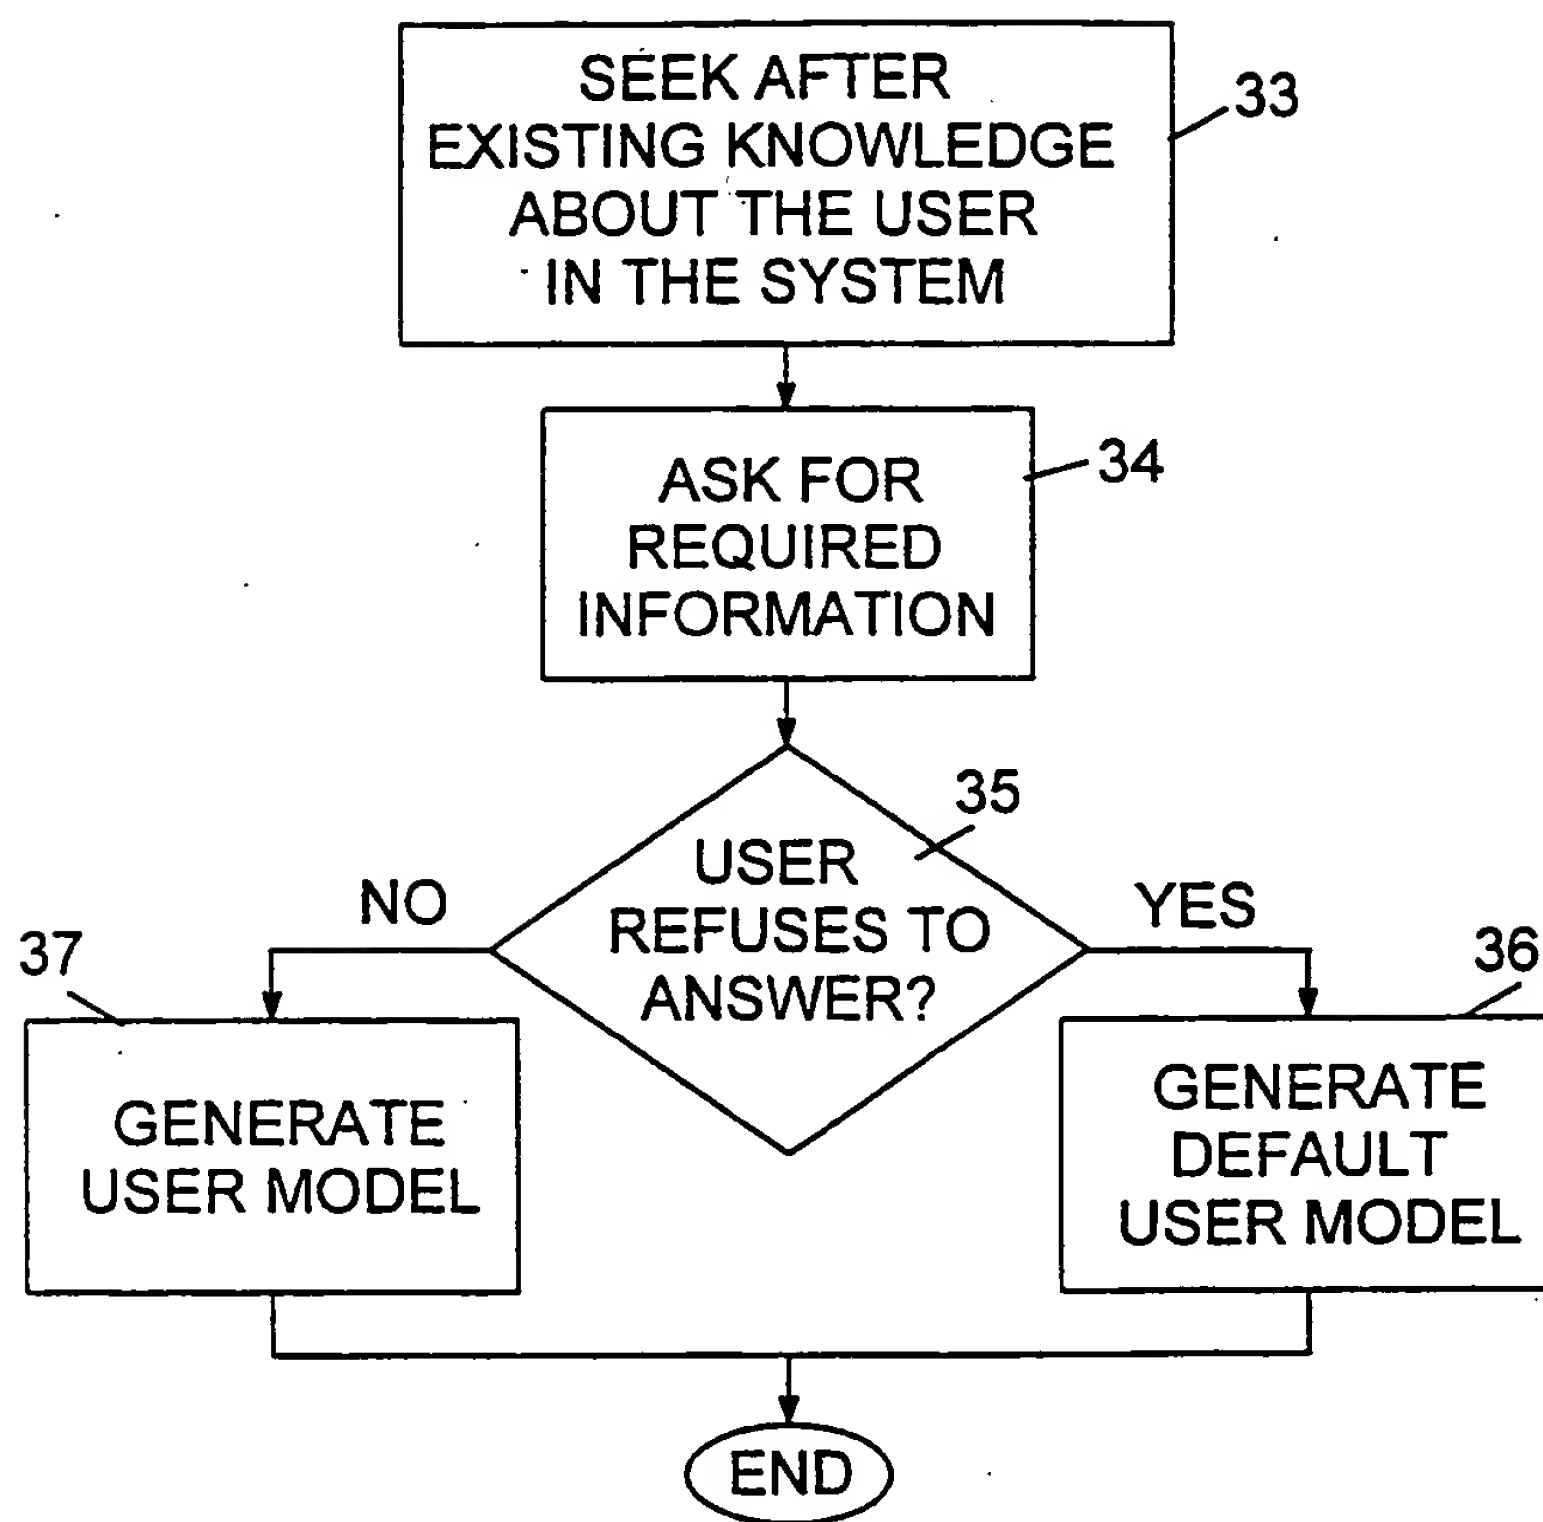 SEEK AFTER
EXISTING KNOWLEDGE
ABOUT THE USER
IN THE SYSTEM
33
ASK FOR
REQUIRED
INFORMATION
34
USER
REFUSES TO
ANSWER?
35
NO
YES
37
GENERATE
USER MODEL
36
GENERATE
DEFAULT
USER MODEL
END